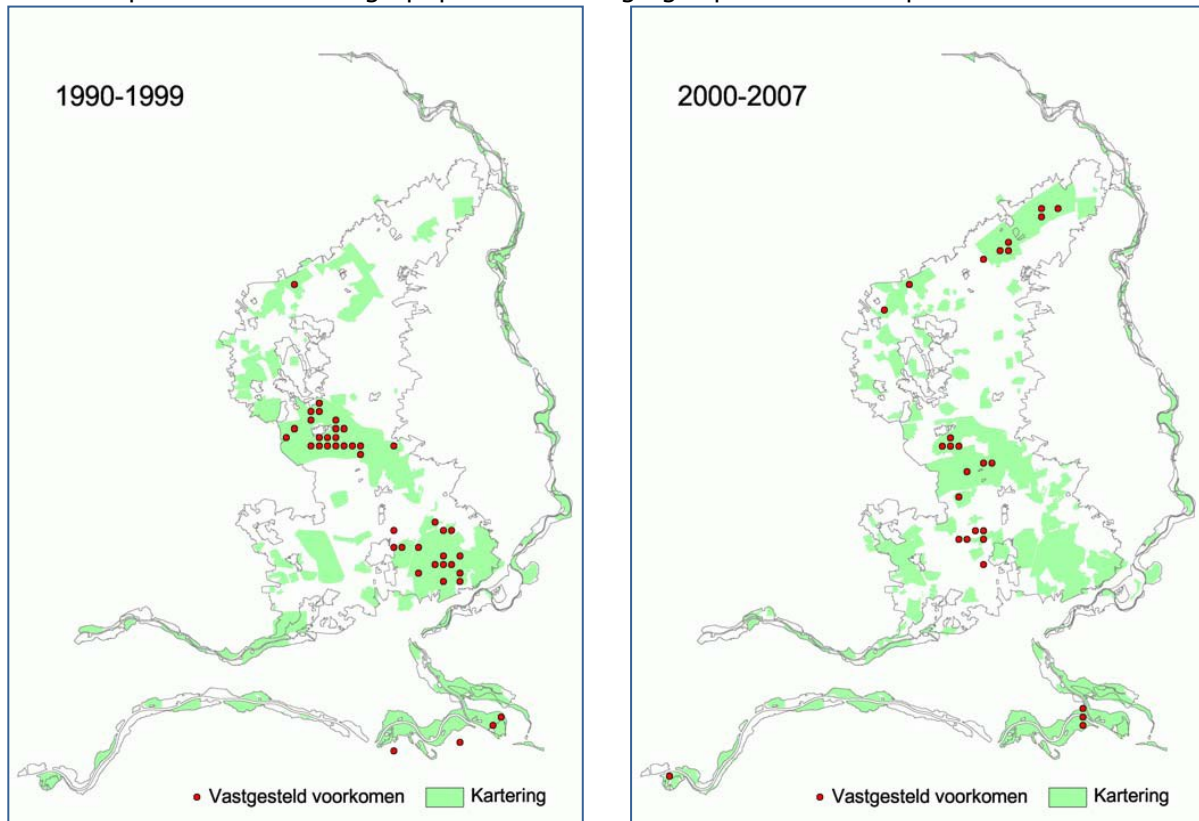 1990-1999
Vastgesteld voorkomen
Kartering
2000-2007
Vastgesteld voorkomen
Kartering